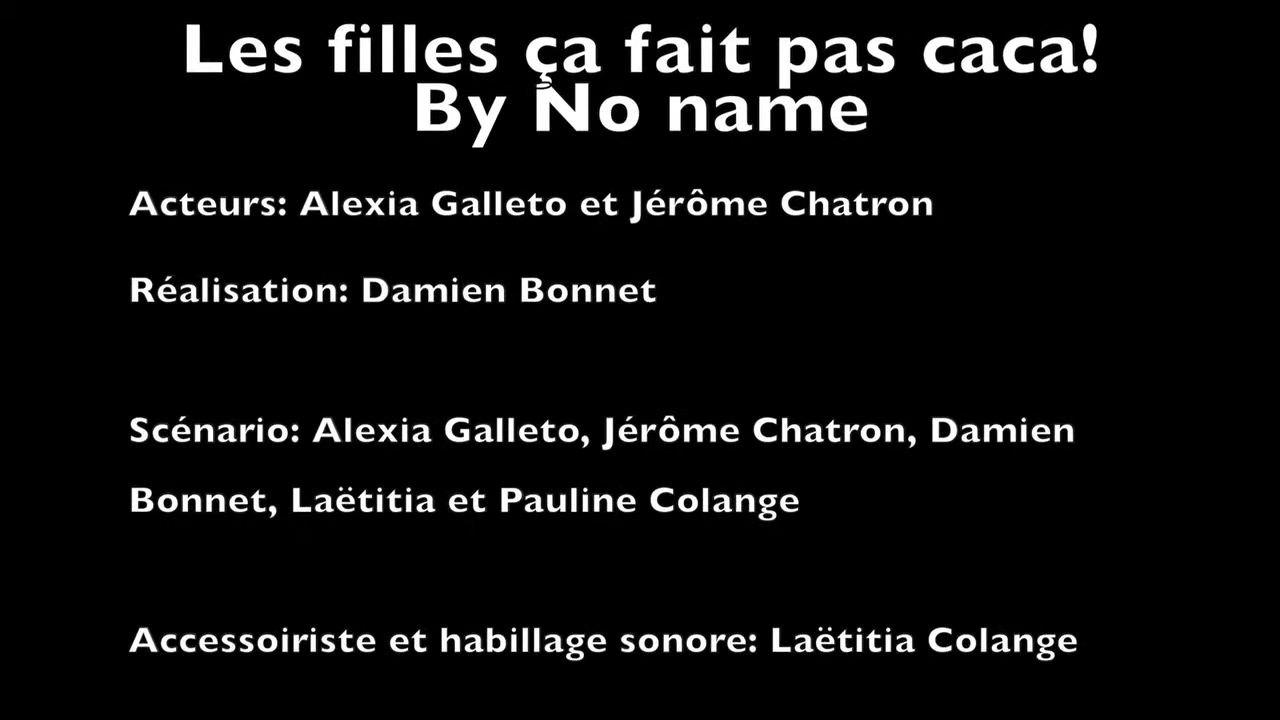 Les filles ça fait pas caca!
By No name
Acteurs: Alexia Galleto et Jérôme Chatron
Réalisation: Damien Bonnet
Scénario: Alexia Galleto, Jérôme Chatron, Damien
Bonnet, Laëtitia et Pauline Colange
Accessoiriste et habillage sonore: Laëtitia Colange